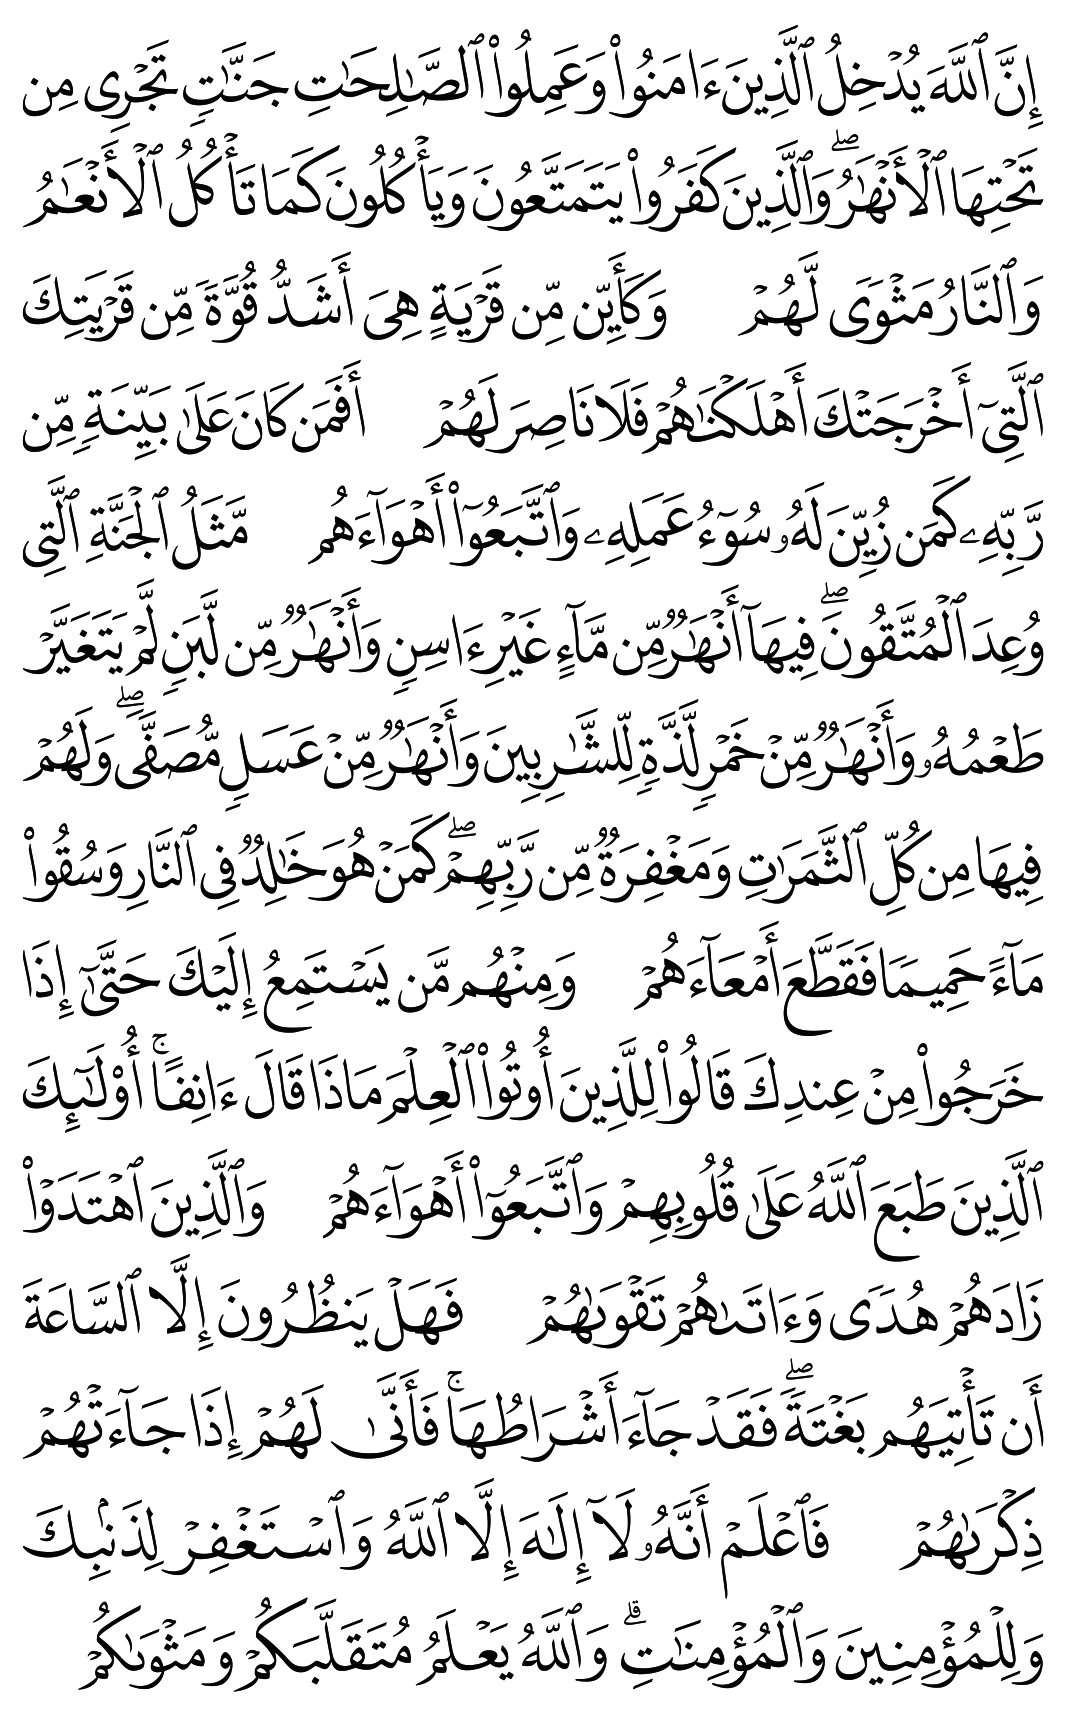 إِنَّ ٱللَّهَ يُدْخِلُ ٱلَّذِينَ ءَامَنُوا۟ وَعَمِلُوا۟ ٱلصَّـٰلِحَـٰتِ جَنَّـٰتٍ تَجْرِى مِن
تَحْتِهَا ٱلْأَنْهَـٰرُ ۖ وَٱلَّذِينَ كَفَرُوا۟ يَتَمَتَّعُونَ وَيَأْكُلُونَ كَمَا تَأْكُلُ ٱلْأَنْعَـٰمُ
وَٱلنَّارُ مَثْوًى لَّهُمْ وَكَأَيِّن مِّن قَرْيَةٍ هِىَ أَشَدُّ قُوَّةً مِّن قَرْيَتِكَ
ٱلَّتِىٓ أَخْرَجَتْكَ أَهْلَكْنَـٰهُمْ فَلَا نَاصِرَ لَهُمْ أَفَمَن كَانَ عَلَىٰ بَيِّنَةٍ مِّن
رَّبِّهِۦ كَمَن زُيِّنَ لَهُۥ سُوٓءُ عَمَلِهِۦ وَٱتَّبَعُوٓا۟ أَهْوَآءَهُم مَّثَلُ ٱلْجَنَّةِ ٱلَّتِى
وُعِدَ ٱلْمُتَّقُونَ ۖ فِيهَآ أَنْهَـٰرٌ مِّن مَّآءٍ غَيْرِ ءَاسِنٍ وَأَنْهَـٰرٌ مِّن لَّبَنٍ لَّمْ يَتَغَيَّرْ
طَعْمُهُۥ وَأَنْهَـٰرٌ مِّنْ خَمْرٍ لَّذَّةٍ لِّلشَّـٰرِبِينَ وَأَنْهَـٰرٌ مِّنْ عَسَلٍ مُّصَفًّى ۖ وَلَهُمْ
فِيهَا مِن كُلِّ ٱلثَّمَرَٰتِ وَمَغْفِرَةٌ مِّن رَّبِّهِمْ ۖ كَمَنْ هُوَ خَـٰلِدٌ فِى ٱلنَّارِ وَسُقُوا۟
مَآءً حَمِيمًا فَقَطَّعَ أَمْعَآءَهُمْ وَمِنْهُم مَّن يَسْتَمِعُ إِلَيْكَ حَتَّىٰٓ إِذَا
خَرَجُوا۟ مِنْ عِندِكَ قَالُوا۟ لِلَّذِينَ أُوتُوا۟ ٱلْعِلْمَ مَاذَا قَالَ ءَانِفًا ۚ أُو۟لَـٰٓئِكَ
ٱلَّذِينَ طَبَعَ ٱللَّهُ عَلَىٰ قُلُوبِهِمْ وَٱتَّبَعُوٓا۟ أَهْوَآءَهُمْ وَٱلَّذِينَ ٱهْتَدَوْا۟
زَادَهُمْ هُدًى وَءَاتَىٰهُمْ تَقْوَىٰهُمْ فَهَلْ يَنظُرُونَ إِلَّا ٱلسَّاعَةَ
أَن تَأْتِيَهُم بَغْتَةً ۖ فَقَدْ جَآءَ أَشْرَاطُهَا ۚ فَأَنَّىٰ لَهُمْ إِذَا جَآءَتْهُمْ
ذِكْرَىٰهُمْ فَٱعْلَمْ أَنَّهُۥ لَآ إِلَـٰهَ إِلَّا ٱللَّهُ وَٱسْتَغْفِرْ لِذَنۢبِكَ
وَلِلْمُؤْمِنِينَ وَٱلْمُؤْمِنَـٰتِ ۗ وَٱللَّهُ يَعْلَمُ مُتَقَلَّبَكُمْ وَمَثْوَىٰكُمْ